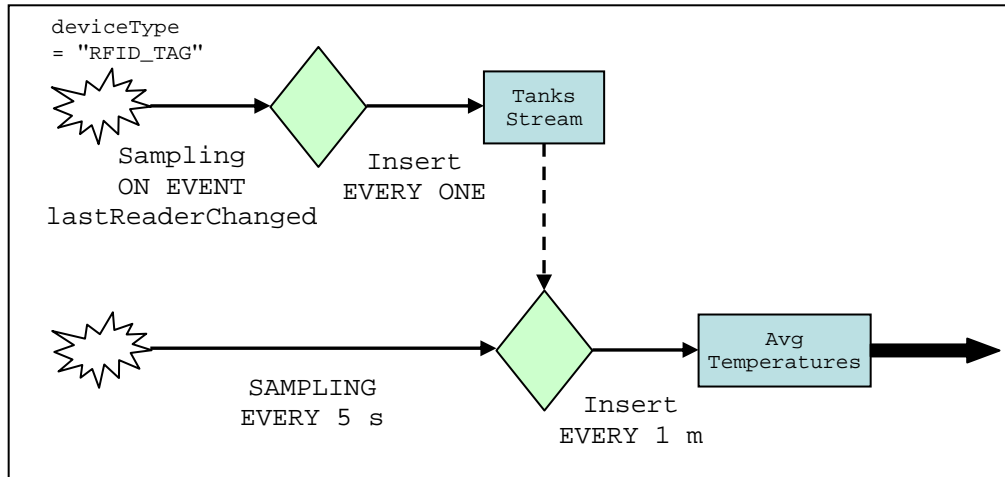 deviceType
= "RFID_TAG"
Tanks
Stream
Sampling
ON EVENT
lastReaderChanged
Insert
EVERY ONE
Avg
Temperatures
SAMPLING
EVERY 5 s
Insert
EVERY 1 m